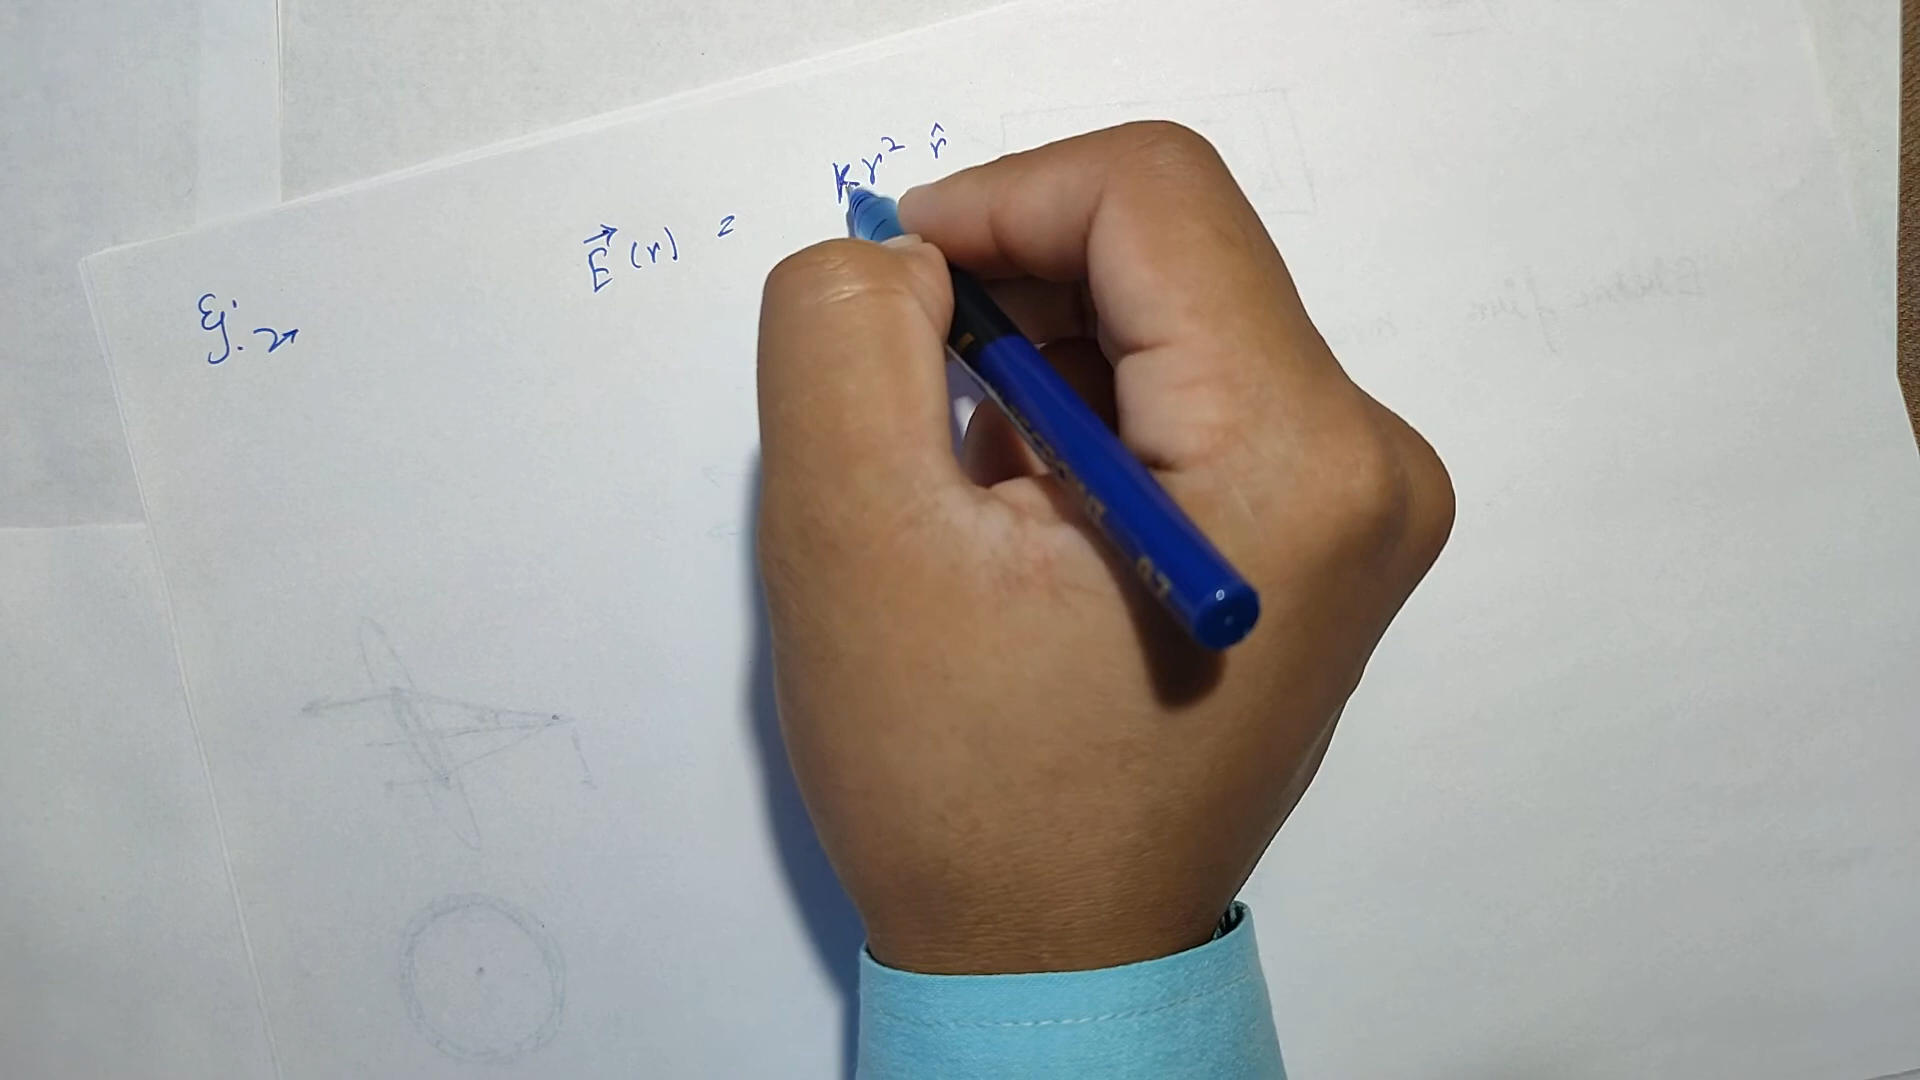 E⃗ (r) = kr² r̂
Eg. 2→